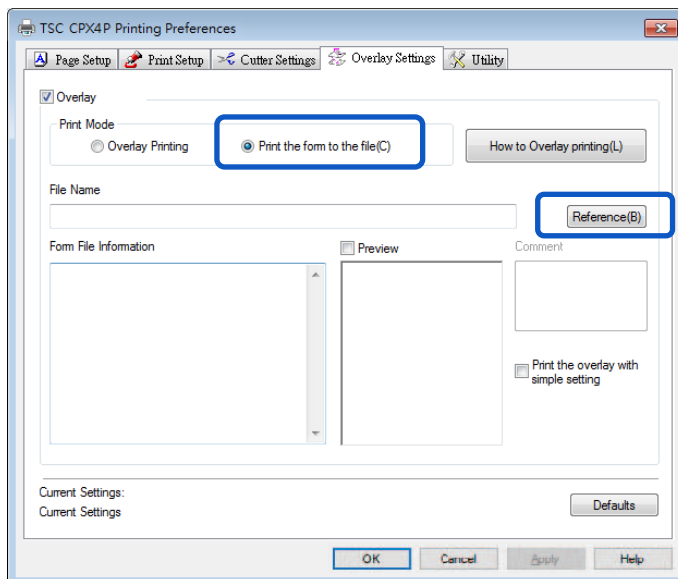 TSC CPX4P Printing Preferences
Page Setup Print Setup Cutter Settings Overlay Settings Utility
Overlay
Print Mode
Overlay Printing Print the form to the file(C) How to Overlay printing(L)
File Name
Reference(B)
Form File Information Preview Comment
Print the overlay with
simple setting
Current Settings:
Current Settings Defaults
OK Cancel Apply Help